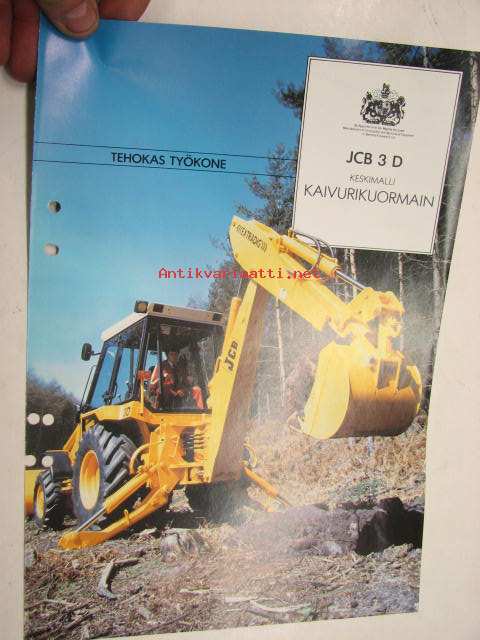 TEHOKAS TYÖKONE
JCB 3 D
KESKIMALLI
KAIVURIKUORMAIN
Antikvariaatti.net
JCB